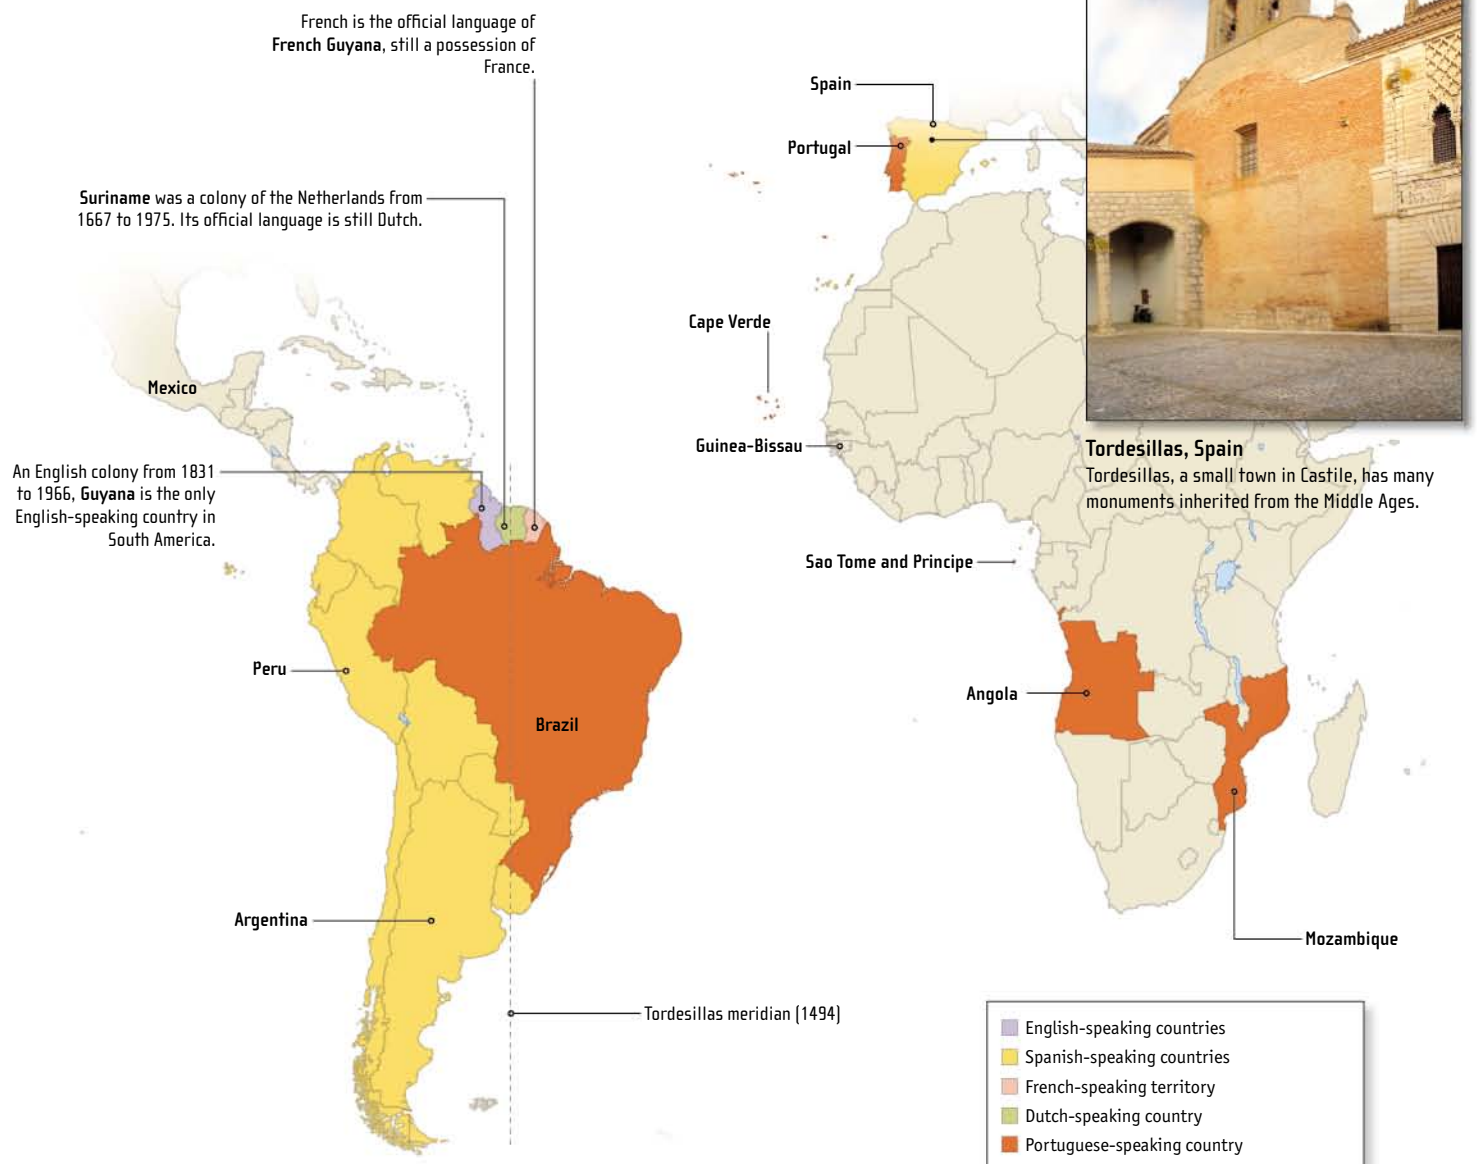 French is the official language of
French Guyana, still a possession of
France.
Spain
Portugal
Suriname was a colony of the Netherlands from
1667 to 1975. Its official language is still Dutch.
Cape Verde
Mexico
Guinea-Bissau
Tordesillas, Spain
Tordesillas, a small town in Castile, has many
monuments inherited from the Middle Ages.
An English colony from 1831
to 1966, Guyana is the only
English-speaking country in
South America.
Sao Tome and Principe
Peru
Angola
Brazil
Argentina
Mozambique
Tordesillas meridian (1494)
English-speaking countries
Spanish-speaking countries
French-speaking territory
Dutch-speaking country
Portuguese-speaking country